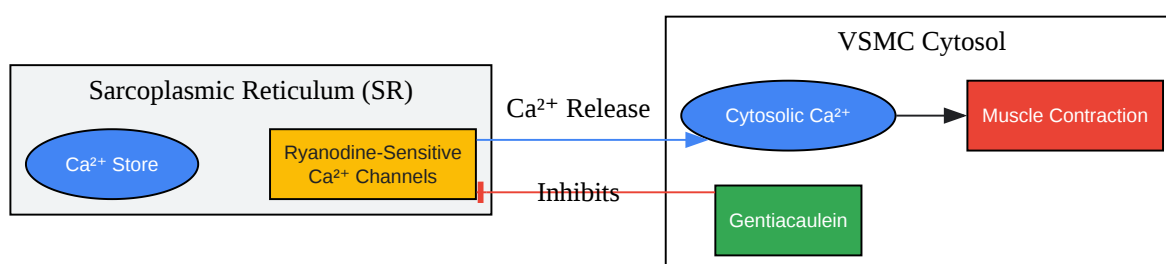 Sarcoplasmic Reticulum (SR)
Ca²⁺ Store
Ryanodine-Sensitive
Ca²⁺ Channels
Ca²⁺ Release
Inhibits
VSMC Cytosol
Cytosolic Ca²⁺
Muscle Contraction
Gentiacaulein